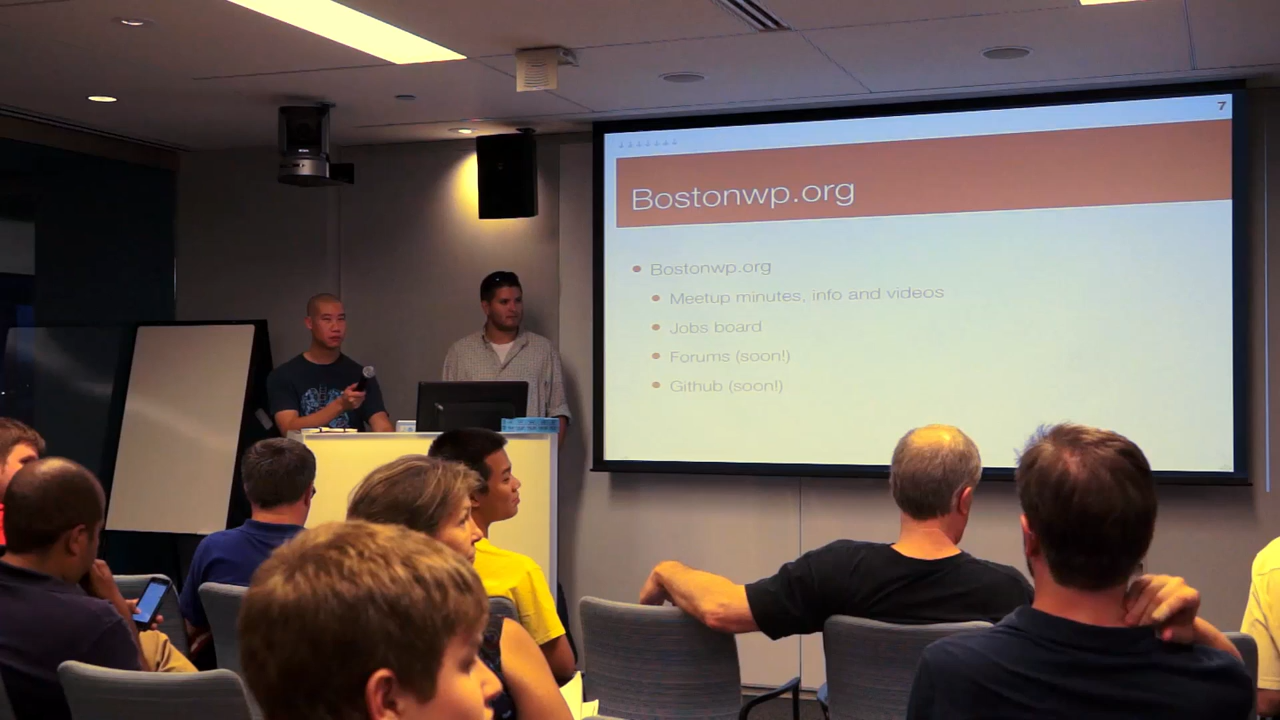 7
Bostonwp.org
Bostonwp.org
Meetup minutes, info and videos
Jobs board
Forums (soon!)
Github (soon!)